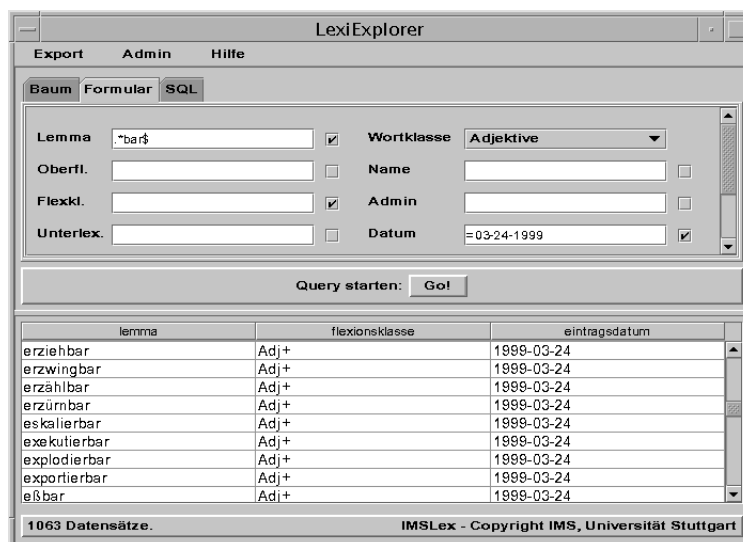 LexiExplorer
Export Admin Hilfe
Baum Formular SQL
Lemma .*bar$ Wortklasse Adjektive
Oberfl. Name
Flexkl. Admin
Unterlex. Datum =03-24-1999
Query starten: Go!
lemma flexionsklasse eintragsdatum
erziehbar Adj+ 1999-03-24
erzwingbar Adj+ 1999-03-24
erzählbar Adj+ 1999-03-24
erzürnbar Adj+ 1999-03-24
eskalierbar Adj+ 1999-03-24
exekutierbar Adj+ 1999-03-24
explodierbar Adj+ 1999-03-24
exportierbar Adj+ 1999-03-24
eßbar Adj+ 1999-03-24
1063 Datensätze. IMSLex - Copyright IMS, Universität Stuttgart